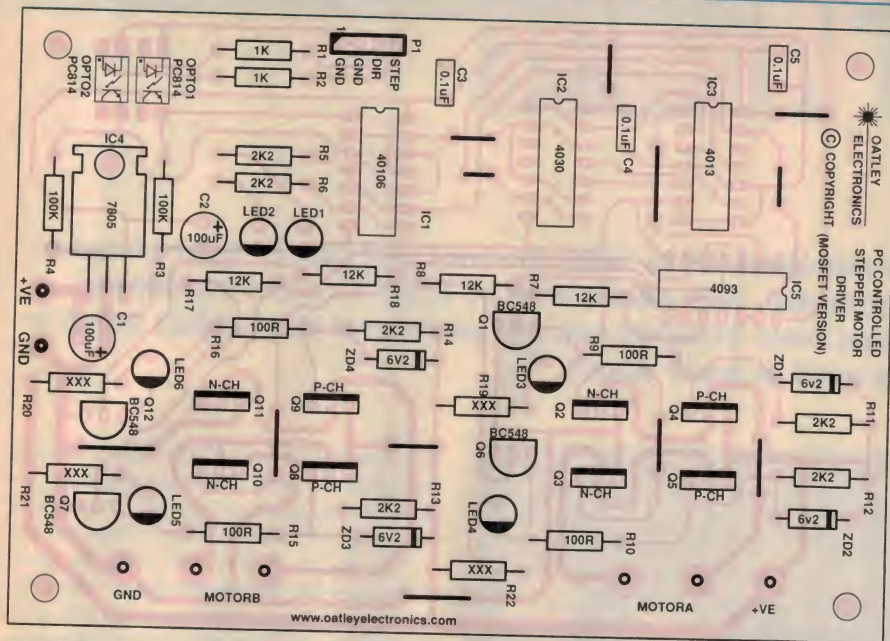 OPTO1
PC814
OPTO2
PC814
1K
R1
1K
R2
1
P1
STEP
DIR
GND
GND
C3
0.1uF
IC2
4030
0.1uF
C4
IC3
4013
C5
0.1uF
OATLEY
ELECTRONICS
© COPYRIGHT
PC CONTROLLED
STEPPER MOTOR
DRIVER
(MOSFET VERSION)
IC4
7805
100K
R4
100K
R3
2K2
R5
2K2
R6
40106
IC1
C2
+
100uF
LED2
LED1
12K
R17
12K
R18
12K
R8
12K
R7
4093
IC5
+VE
GND
C1
100uF
+
100R
R16
2K2
R14
ZD4
6V2
Q1
BC548
100R
R9
LED3
LED6
XXX
R20
Q12
BC548
N-CH
Q11
P-CH
Q9
R19
XXX
N-CH
Q2
P-CH
Q4
ZD1
6v2
2K2
R11
BC548
Q6
XXX
R21
Q7
BC548
LED5
N-CH
Q10
P-CH
Q8
N-CH
Q3
P-CH
Q5
2K2
R12
6v2
ZD2
100R
R15
2K2
R13
6V2
ZD3
LED4
100R
R10
XXX
R22
GND
MOTORB
www.oatleyelectronics.com
MOTORA
+VE